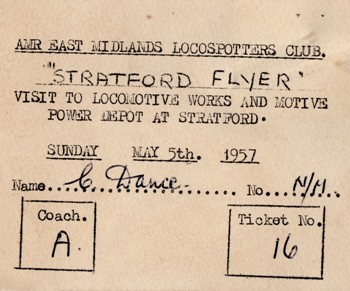 AMR EAST MIDLANDS LOCOSPOTTERS CLUB.
"STRATFORD FLYER"
VISIT TO LOCOMOTIVE WORKS AND MOTIVE
POWER DEPOT AT STRATFORD.
SUNDAY MAY 5th. 1957
Name....C. Dance............ No. N/M.
Coach. Ticket No.
A. 16